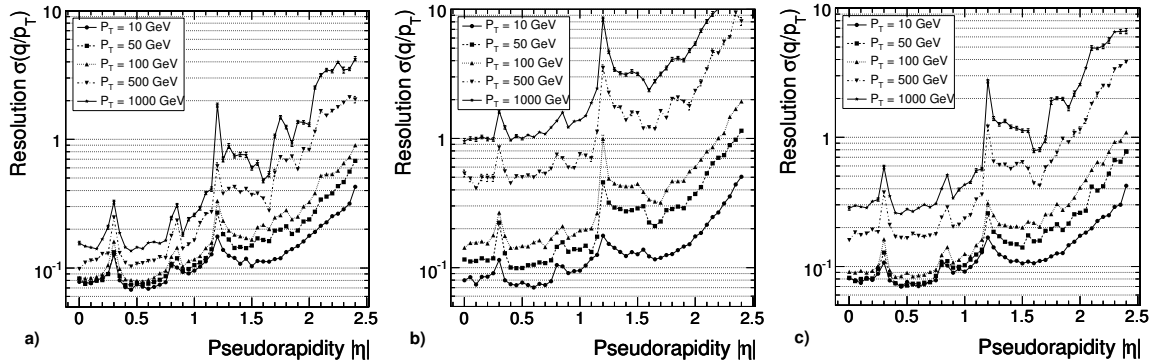 Resolution σ(q/p_T)
10
1
10^-1
P_T = 10 GeV
P_T = 50 GeV
P_T = 100 GeV
P_T = 500 GeV
P_T = 1000 GeV
0 0.5 1 1.5 2 2.5
a) Pseudorapidity |η|
Resolution σ(q/p_T)
10
1
10^-1
P_T = 10 GeV
P_T = 50 GeV
P_T = 100 GeV
P_T = 500 GeV
P_T = 1000 GeV
0 0.5 1 1.5 2 2.5
b) Pseudorapidity |η|
Resolution σ(q/p_T)
10
1
10^-1
P_T = 10 GeV
P_T = 50 GeV
P_T = 100 GeV
P_T = 500 GeV
P_T = 1000 GeV
0 0.5 1 1.5 2 2.5
c) Pseudorapidity |η|